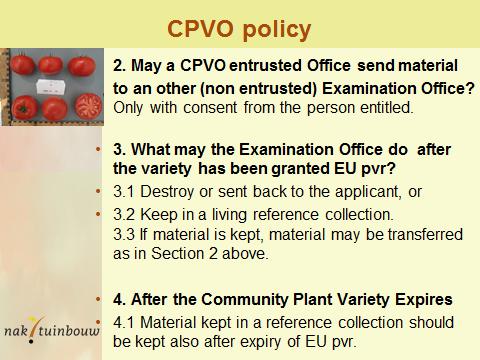 CPVO policy
2. May a CPVO entrusted Office send material
to an other (non entrusted) Examination Office?
Only with consent from the person entitled.
• 3. What may the Examination Office do after
the variety has been granted EU pvr?
• 3.1 Destroy or sent back to the applicant, or
• 3.2 Keep in a living reference collection.
3.3 If material is kept, material may be transferred
as in Section 2 above.
• 4. After the Community Plant Variety Expires
• 4.1 Material kept in a reference collection should
be kept also after expiry of EU pvr.
nak tuinbouw